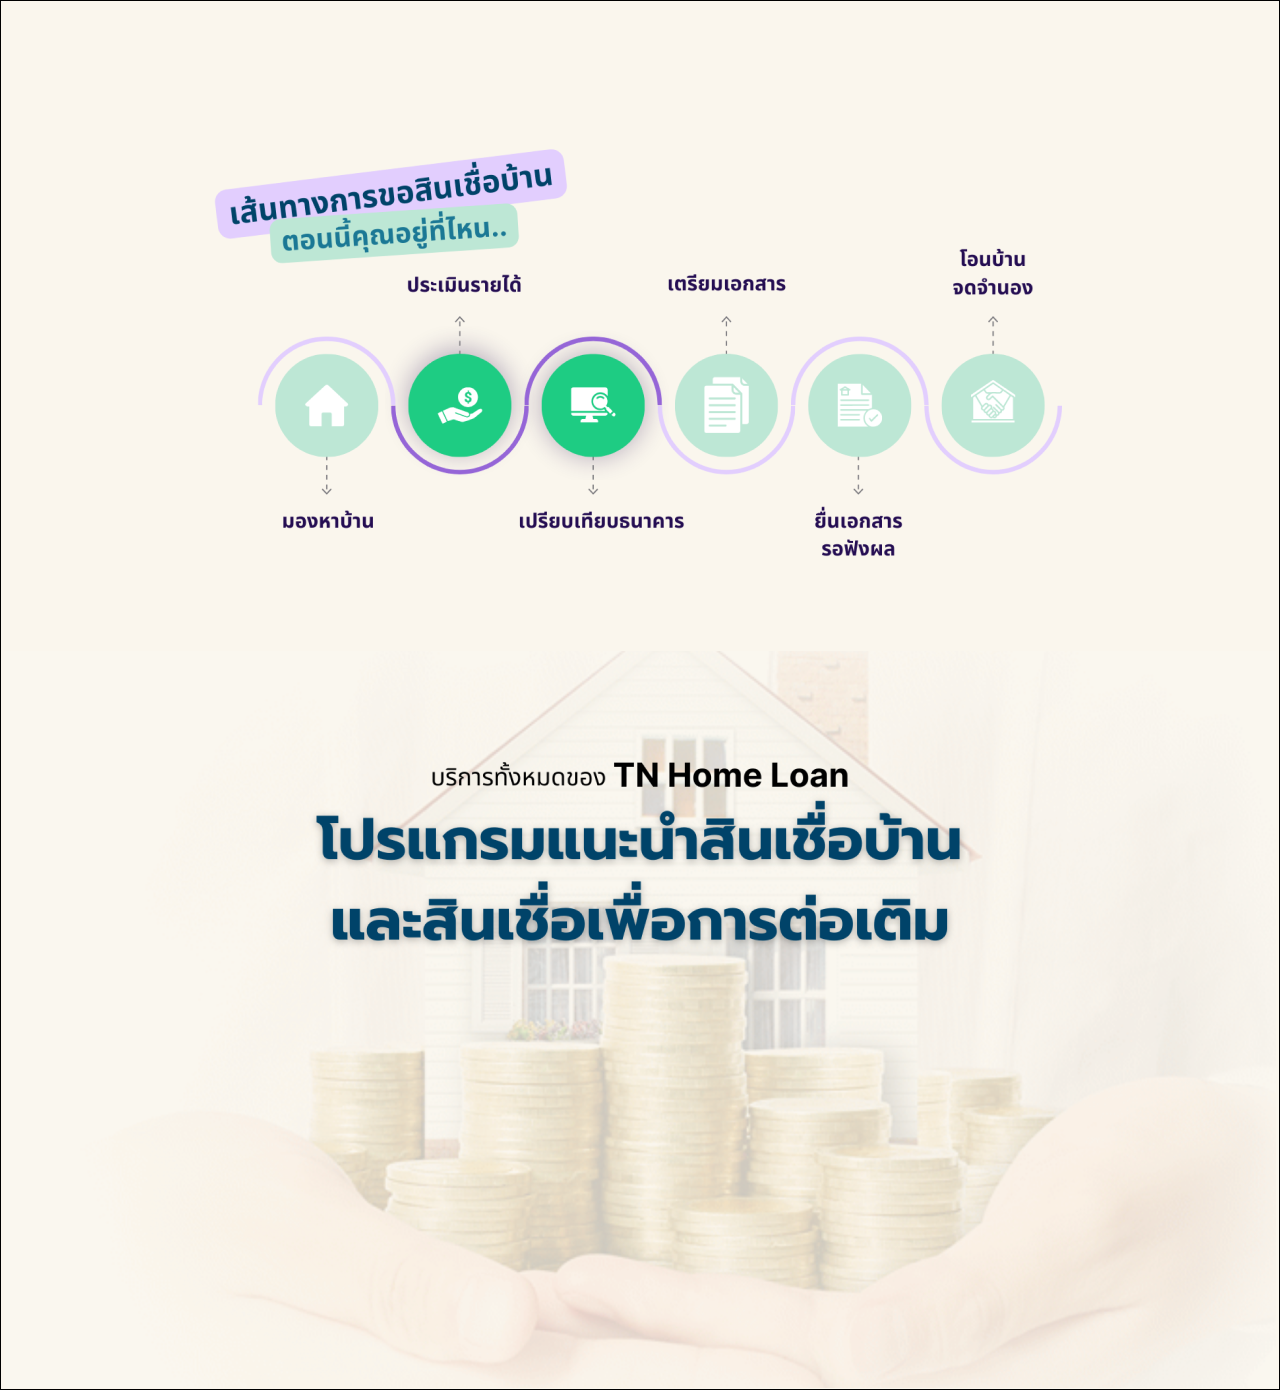 เส้นทางการขอสินเชื่อบ้าน
ตอนนี้คุณอยู่ที่ไหน..
ประเมินรายได้
เตรียมเอกสาร
โอนบ้าน
จดจำนอง
มองหาบ้าน
เปรียบเทียบธนาคาร
ยื่นเอกสาร
รอฟังผล
บริการทั้งหมดของ TN Home Loan
โปรแกรมแนะนำสินเชื่อบ้าน
และสินเชื่อเพื่อการต่อเติม